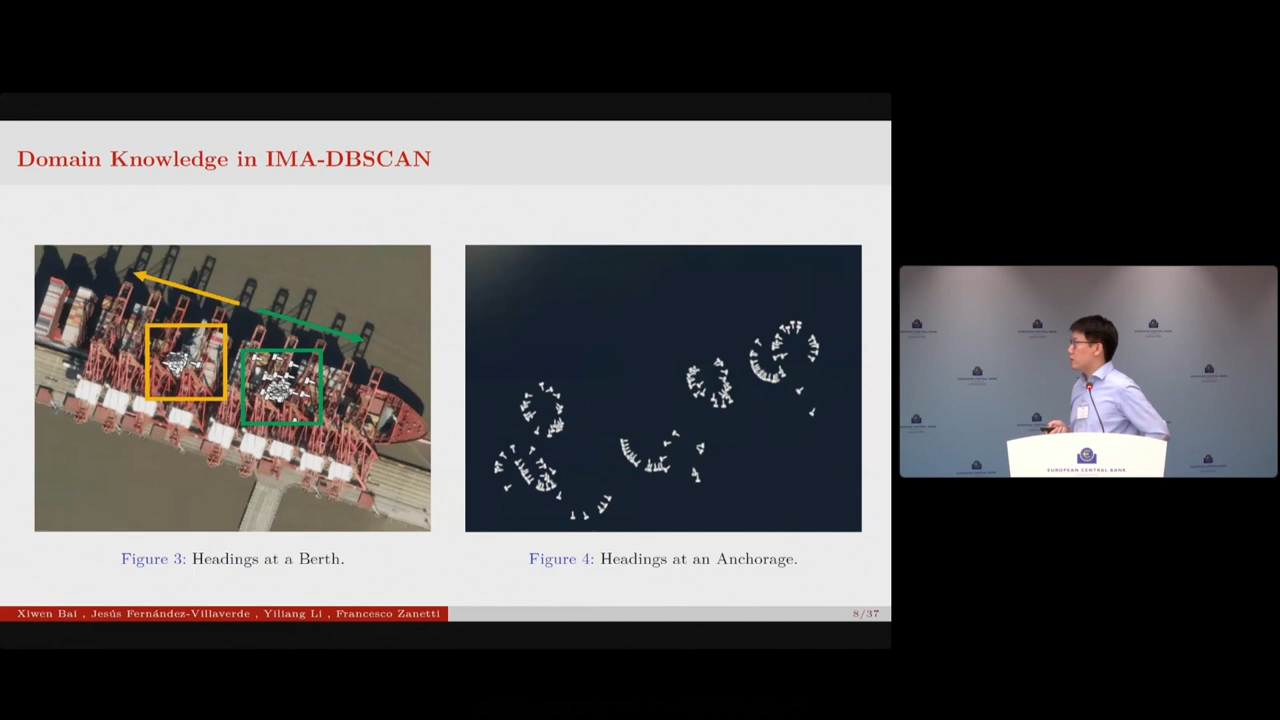 Domain Knowledge in IMA-DBSCAN
Figure 3: Headings at a Berth.
Figure 4: Headings at an Anchorage.
Xiwen Bai , Jesús Fernández-Villaverde , Yiliang Li , Francesco Zanetti
8/37
EUROPEAN CENTRAL BANK